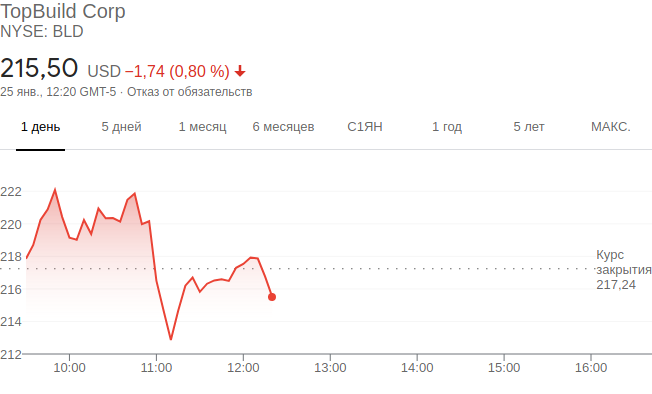 TopBuild Corp
NYSE: BLD
215,50 USD −1,74 (0,80 %) ↓
25 янв., 12:20 GMT-5 · Отказ от обязательств
1 день 5 дней 1 месяц 6 месяцев С1ЯН 1 год 5 лет МАКС.
222
220
218
216
214
212
Курс
закрытия
217,24
10:00 11:00 12:00 13:00 14:00 15:00 16:00